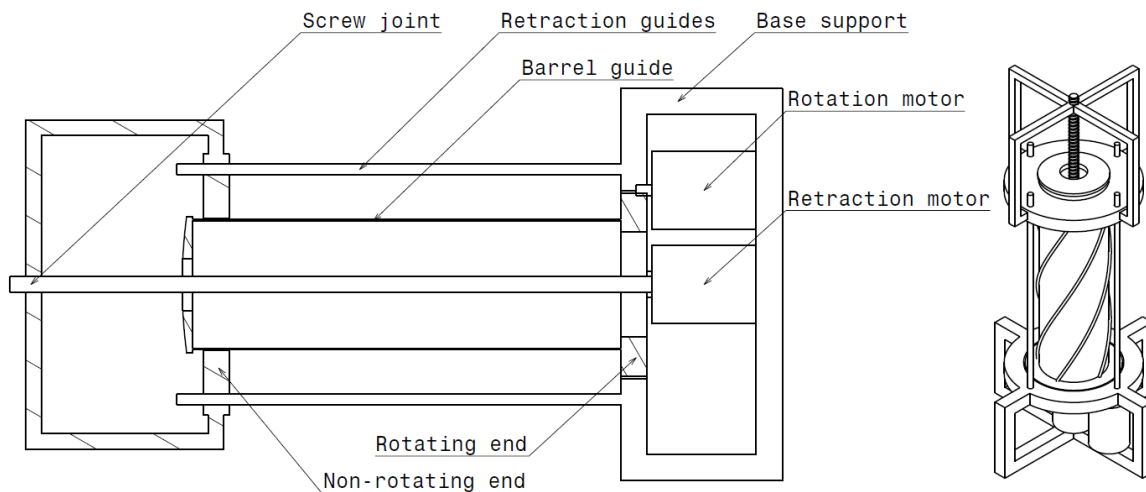 Screw joint
Retraction guides
Base support
Barrel guide
Rotation motor
Retraction motor
Rotating end
Non-rotating end